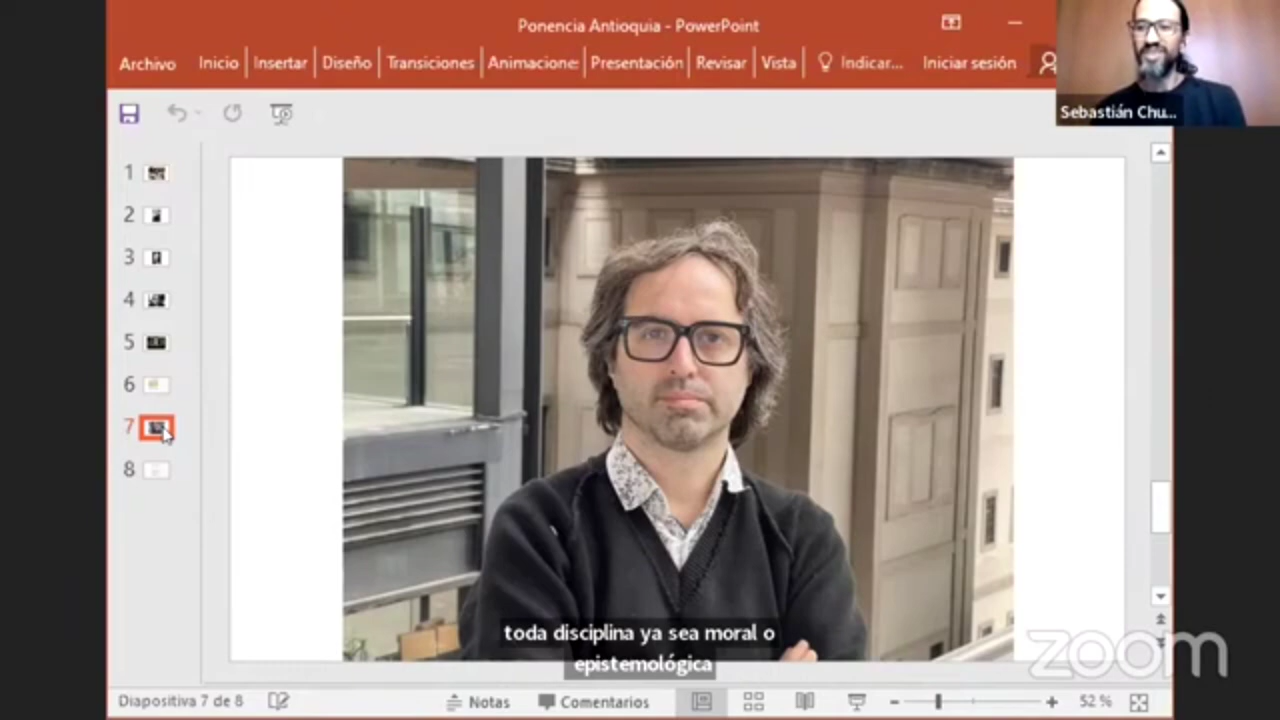 Ponencia Antioquia - PowerPoint
Archivo Inicio Insertar Diseño Transiciones Animacione: Presentación Revisar Vista Indicar... Iniciar sesión
Sebastián Chu...
1
2
3
4
5
6
7
8
toda disciplina ya sea moral o
epistemológica
zoom
Diapositiva 7 de 8 Notas Comentarios 52 %